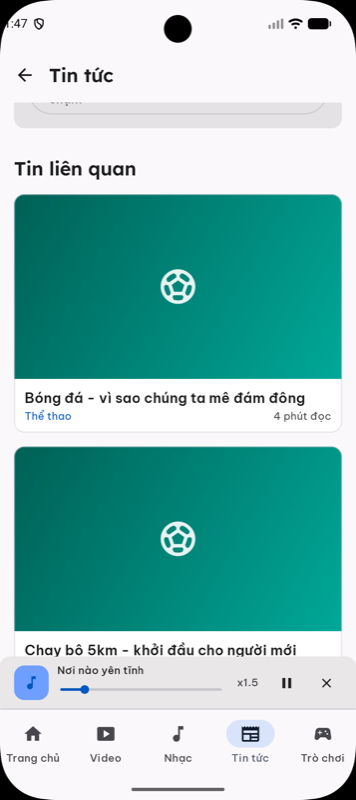 :47
Tin tức
Tin liên quan
Bóng đá - vì sao chúng ta mê đám đông
Thể thao
4 phút đọc
Chạy bộ 5km - khởi đầu cho người mới
Nơi nào yên tĩnh
x1.5
Trang chủ
Video
Nhạc
Tin tức
Trò chơi